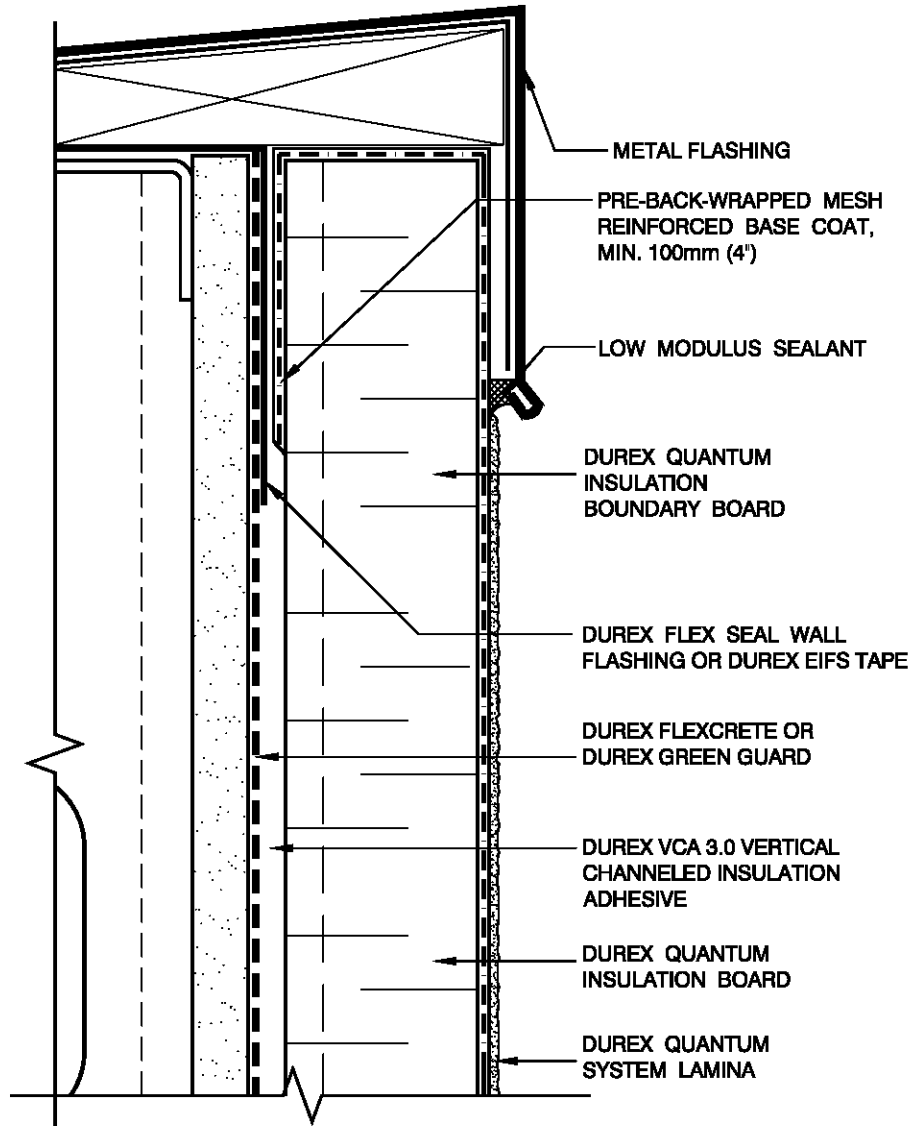 METAL FLASHING
PRE-BACK-WRAPPED MESH
REINFORCED BASE COAT,
MIN. 100mm (4")
LOW MODULUS SEALANT
DUREX QUANTUM
INSULATION
BOUNDARY BOARD
DUREX FLEX SEAL WALL
FLASHING OR DUREX EIFS TAPE
DUREX FLEXCRETE OR
DUREX GREEN GUARD
DUREX VCA 3.0 VERTICAL
CHANNELED INSULATION
ADHESIVE
DUREX QUANTUM
INSULATION BOARD
DUREX QUANTUM
SYSTEM LAMINA